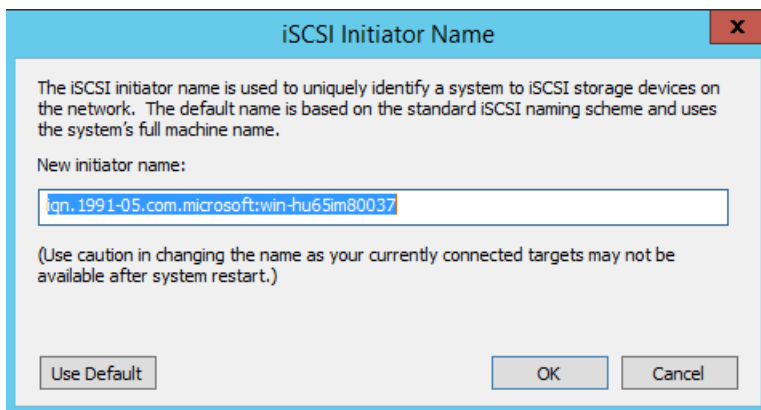 iSCSI Initiator Name
x
The iSCSI initiator name is used to uniquely identify a system to iSCSI storage devices on
the network.  The default name is based on the standard iSCSI naming scheme and uses
the system's full machine name.
New initiator name:
iqn.1991-05.com.microsoft:win-hu65im80037
(Use caution in changing the name as your currently connected targets may not be
available after system restart.)
Use Default
OK
Cancel